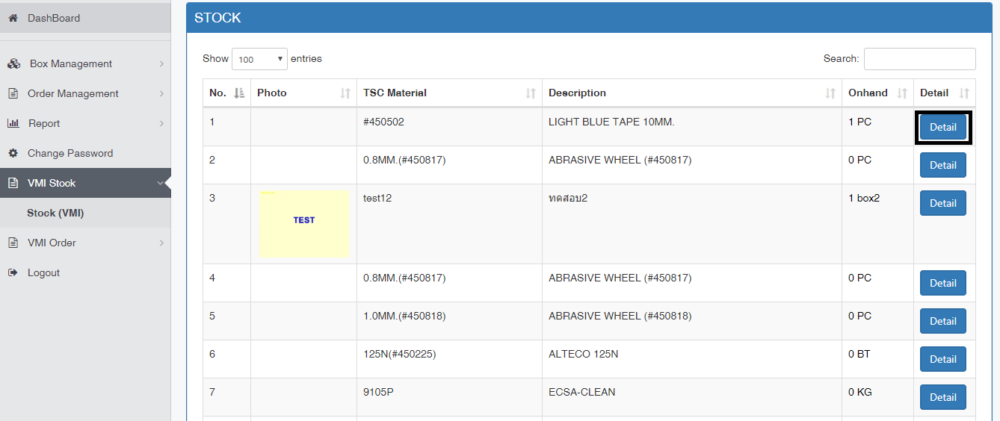 DashBoard
Box Management
Order Management
Report
Change Password
VMI Stock
Stock (VMI)
VMI Order
Logout
STOCK
Show 100 entries Search:
No. Photo TSC Material Description Onhand Detail
1 #450502 LIGHT BLUE TAPE 10MM. 1 PC Detail
2 0.8MM.(#450817) ABRASIVE WHEEL (#450817) 0 PC Detail
3 TEST test12 ทดสอบ2 1 box2 Detail
4 0.8MM.(#450817) ABRASIVE WHEEL (#450817) 0 PC Detail
5 1.0MM.(#450818) ABRASIVE WHEEL (#450818) 0 PC Detail
6 125N(#450225) ALTECO 125N 0 BT Detail
7 9105P ECSA-CLEAN 0 KG Detail